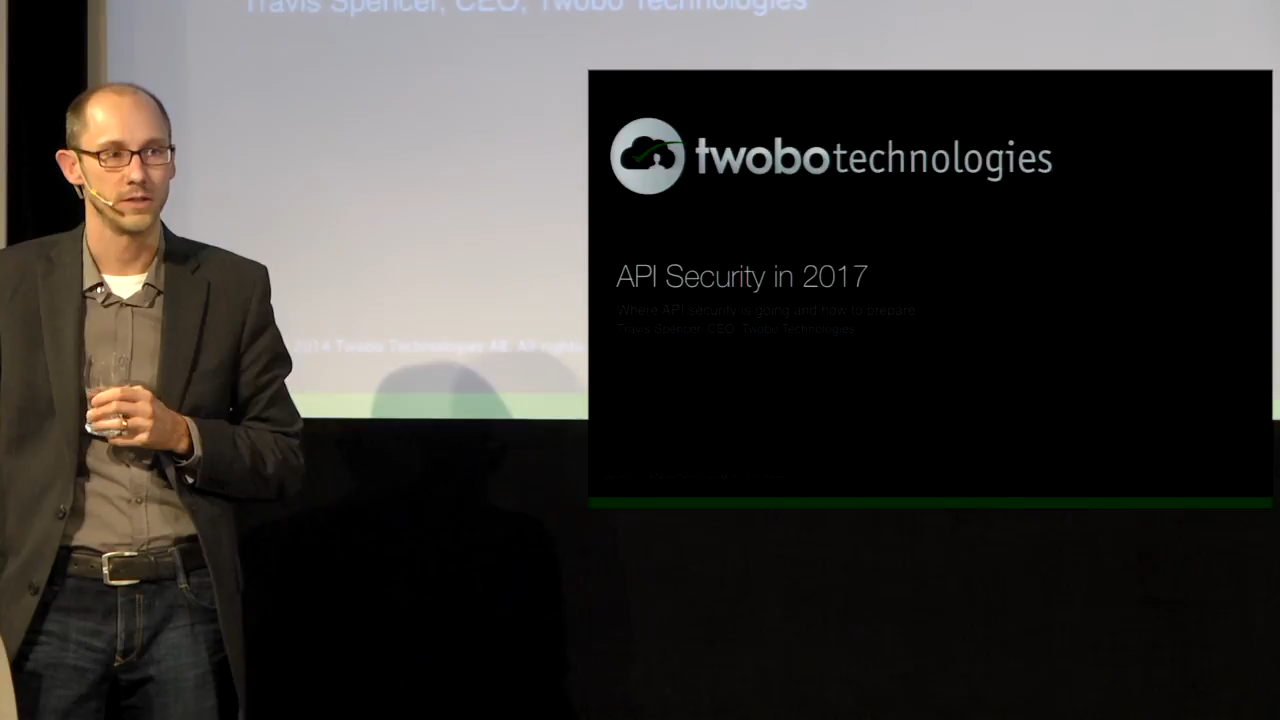 Travis Spencer, CEO, Twobo Technologies
twobotechnologies
API Security in 2017
Where API security is going and how to prepare
Travis Spencer, CEO, Twobo Technologies
2014 Twobo Technologies AB. All rights